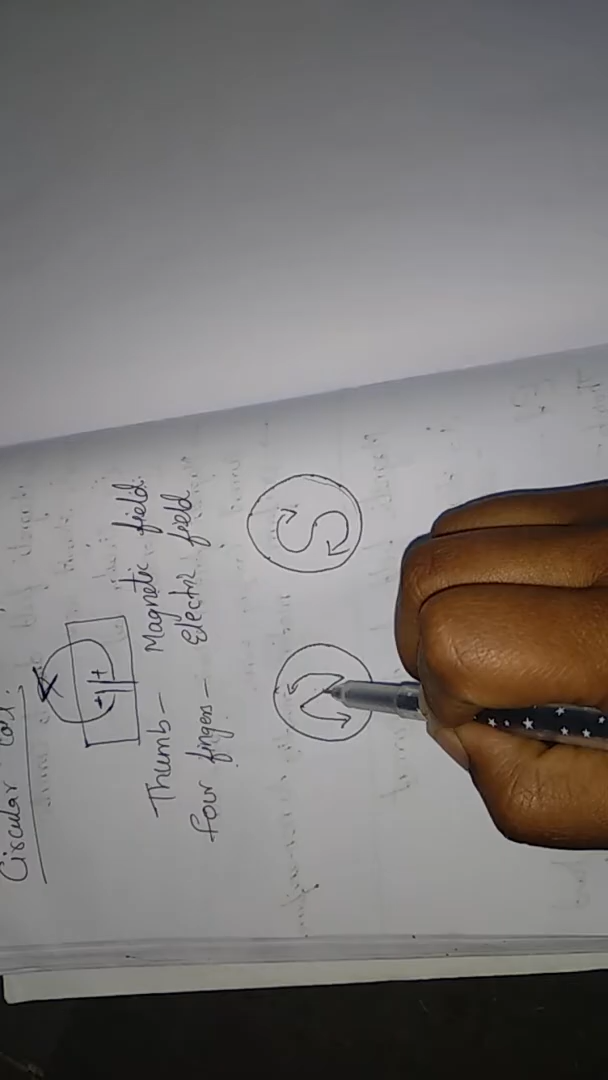 Circular coil.
Thumb - Magnetic field.
four fingers - Electric field
S
N